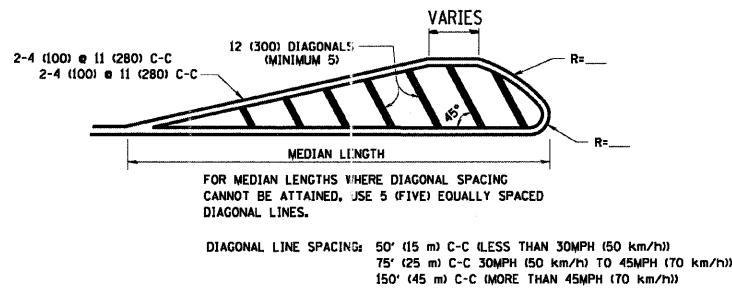 VARIES
2-4 (100) @ 11 (280) C-C
2-4 (100) @ 11 (280) C-C
12 (300) DIAGONALS
(MINIMUM 5)
R=___
45°
R=___
MEDIAN LENGTH
FOR MEDIAN LENGTHS WHERE DIAGONAL SPACING
CANNOT BE ATTAINED, USE 5 (FIVE) EQUALLY SPACED
DIAGONAL LINES.
DIAGONAL LINE SPACING: 50' (15 m) C-C (LESS THAN 30MPH (50 km/h))
75' (25 m) C-C 30MPH (50 km/h) TO 45MPH (70 km/h))
150' (45 m) C-C (MORE THAN 45MPH (70 km/h))